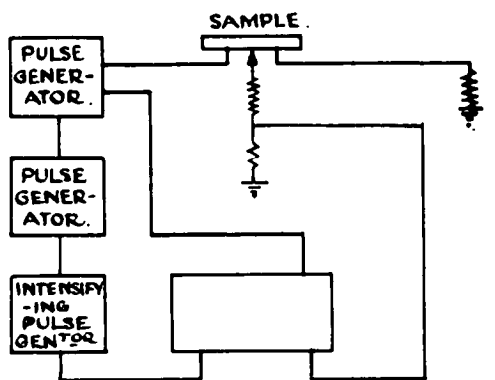 SAMPLE.
PULSE
GENER-
ATOR.
PULSE
GENER-
ATOR.
INTENSIFY
-ING
PULSE
GENTOR